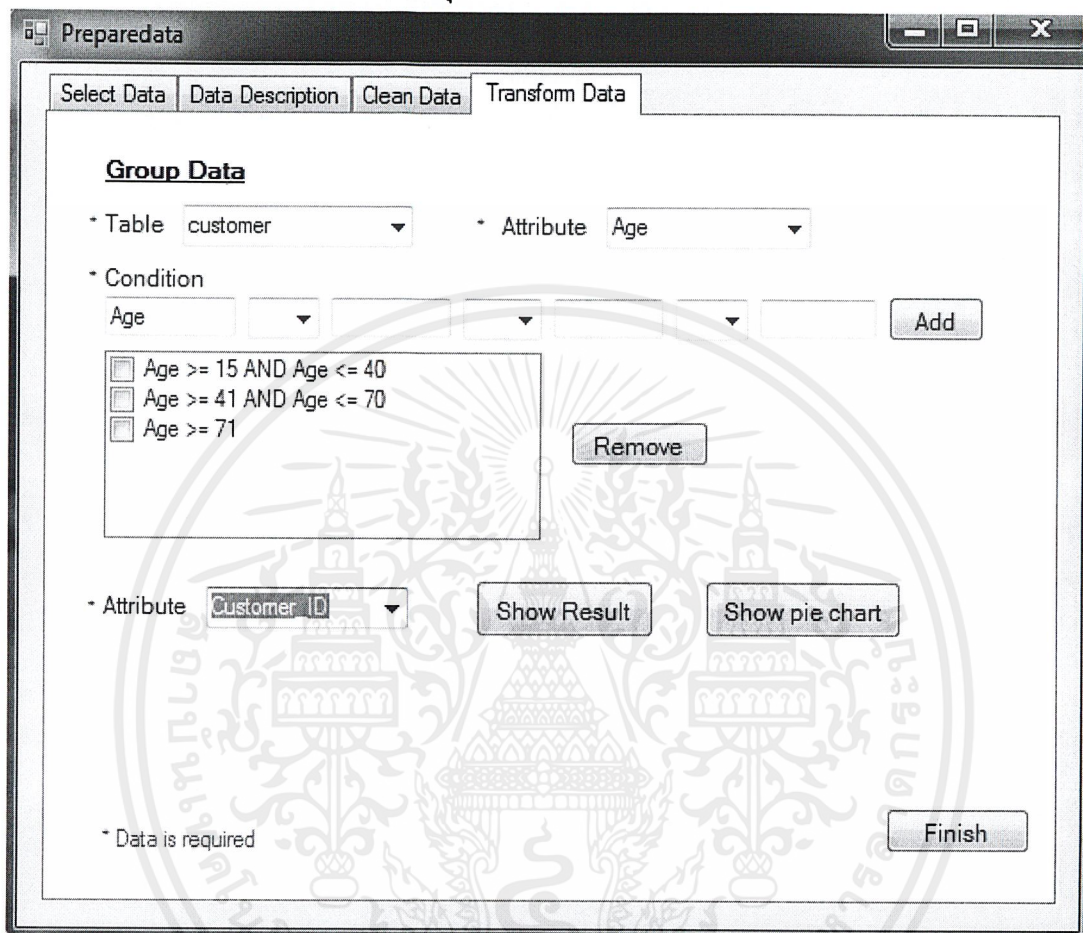 Preparedata
Select Data Data Description Clean Data Transform Data
Group Data
* Table customer * Attribute Age
* Condition
Age Add
Age >= 15 AND Age <= 40
Age >= 41 AND Age <= 70
Age >= 71
Remove
* Attribute Customer_ID Show Result Show pie chart
* Data is required
Finish